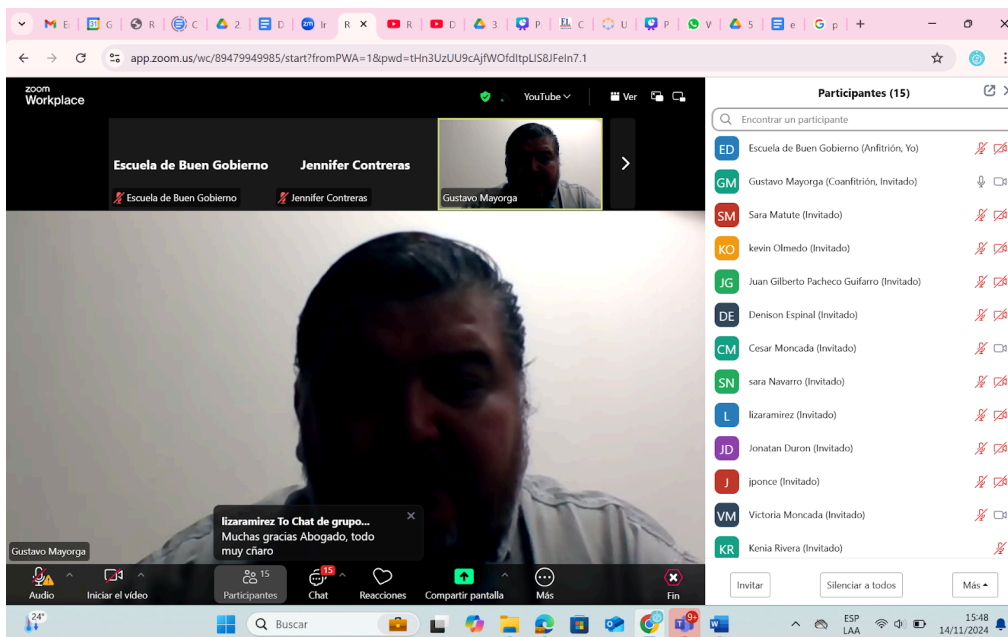 E
G
R
C
2
D
Ir
R
R
D
3
P
EL C
U
P
V
5
e
p
app.zoom.us/wc/89479949985/start?fromPWA=1&pwd=tHn3UzUU9cAjfWOfdItpLIS8JFeIn7.1
zoom
Workplace
YouTube
Ver
Escuela de Buen Gobierno
Jennifer Contreras
Escuela de Buen Gobierno
Jennifer Contreras
Gustavo Mayorga
Gustavo Mayorga
lizaramirez To Chat de grupo...
Muchas gracias Abogado, todo
muy cñaro
Audio
Iniciar el vídeo
15
Participantes
15
Chat
Reacciones
Compartir pantalla
Más
Fin
Participantes (15)
Encontrar un participante
ED Escuela de Buen Gobierno (Anfitrión, Yo)
GM Gustavo Mayorga (Coanfitrión, Invitado)
SM Sara Matute (Invitado)
KO kevin Olmedo (Invitado)
JG Juan Gilberto Pacheco Guifarro (Invitado)
DE Denison Espinal (Invitado)
CM Cesar Moncada (Invitado)
SN sara Navarro (Invitado)
L lizaramirez (Invitado)
JD Jonatan Duron (Invitado)
J jponce (Invitado)
VM Victoria Moncada (Invitado)
KR Kenia Rivera (Invitado)
Invitar
Silenciar a todos
Más
24°
Buscar
9+
ESP
LAA
15:48
14/11/2024